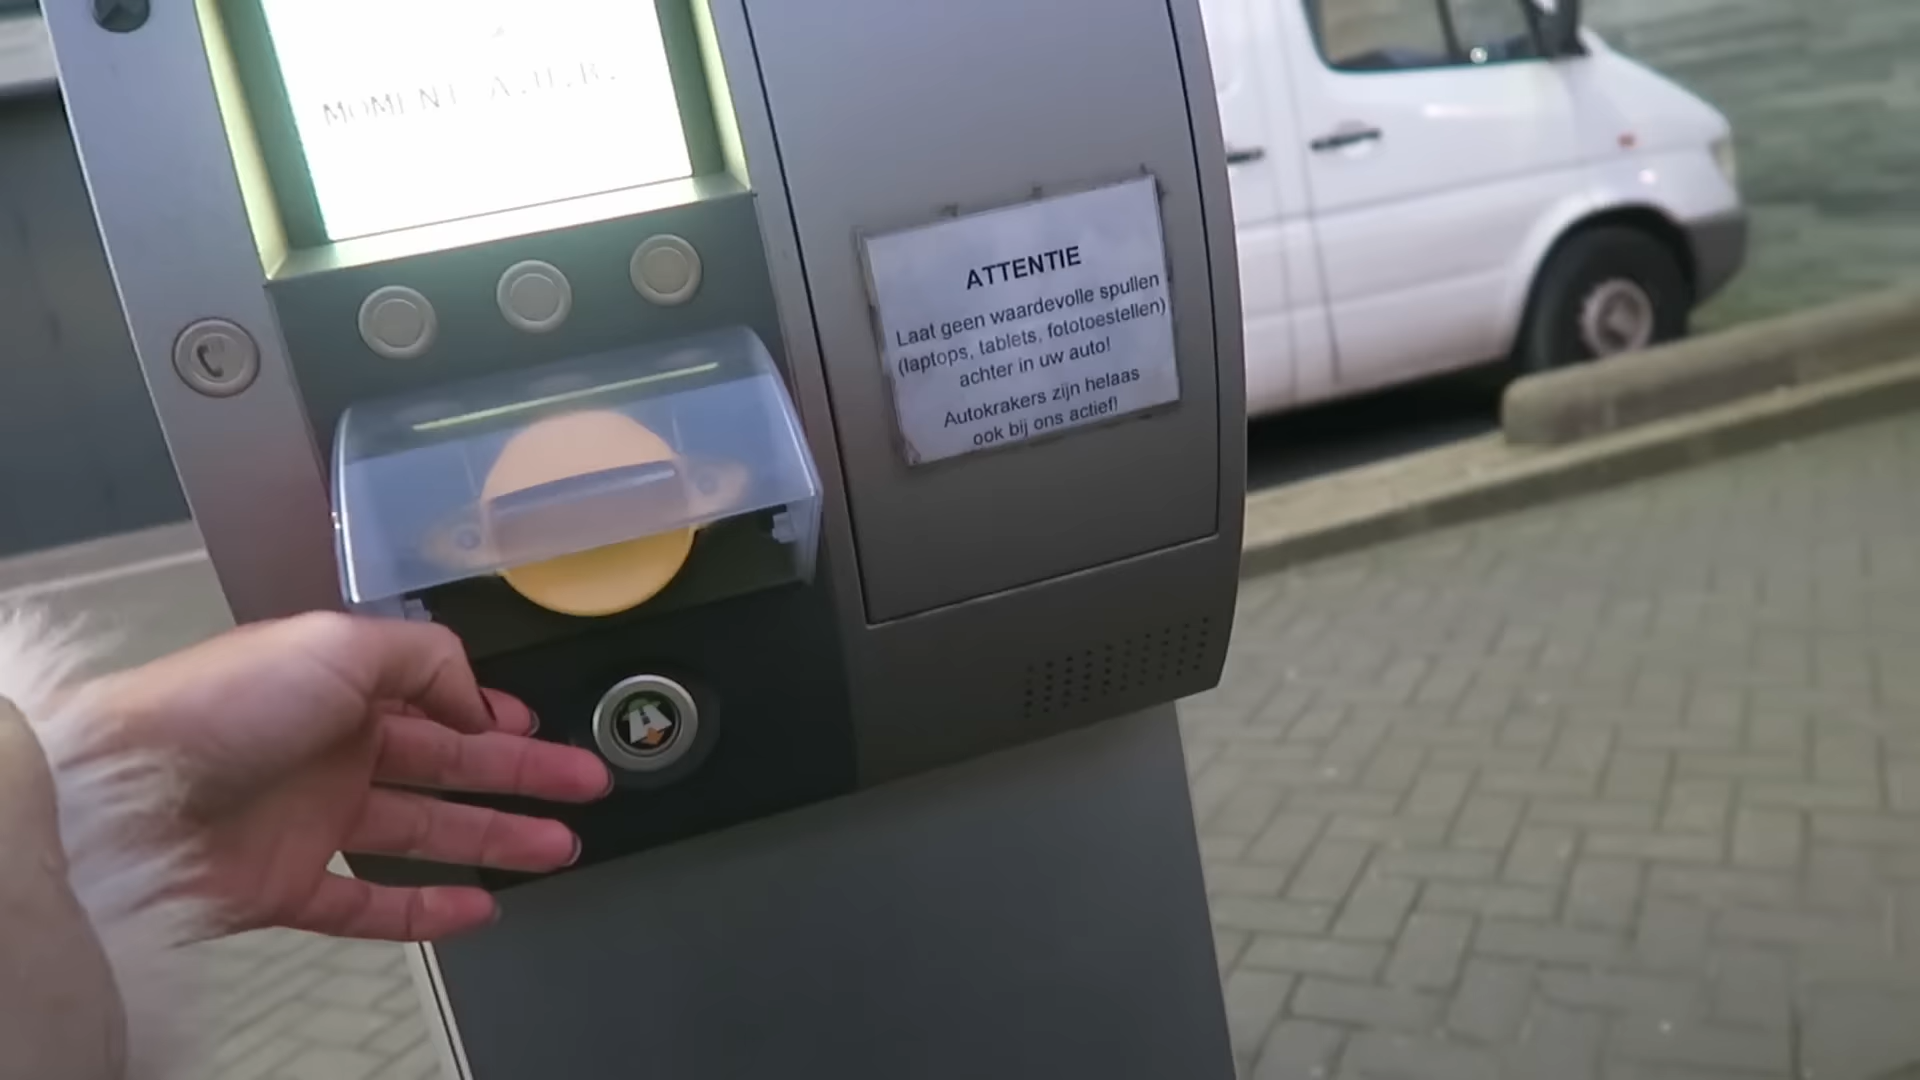 MOMENT A.U.B.
ATTENTIE
Laat geen waardevolle spullen
(laptops, tablets, fototoestellen)
achter in uw auto!
Autokrakers zijn helaas
ook bij ons actief!